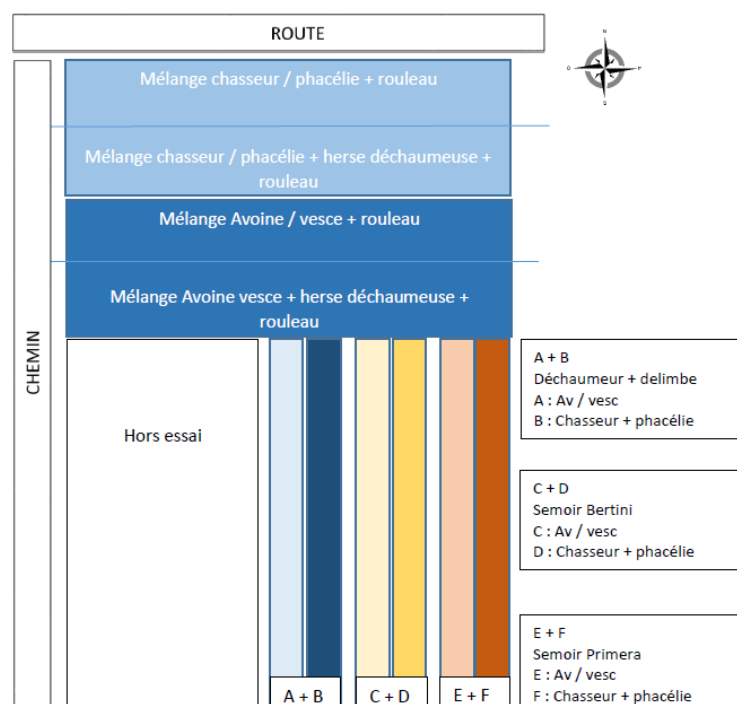 ROUTE
N
O
E
S
Mélange chasseur / phacélie + rouleau
Mélange chasseur / phacélie + herse déchaumeuse +
rouleau
Mélange Avoine / vesce + rouleau
Mélange Avoine vesce + herse déchaumeuse +
rouleau
CHEMIN
Hors essai
A + B
Déchaumeur + delimbe
A : Av / vesc
B : Chasseur + phacélie
C + D
Semoir Bertini
C : Av / vesc
D : Chasseur + phacélie
E + F
Semoir Primera
E : Av / vesc
F : Chasseur + phacélie
A + B
C + D
E + F